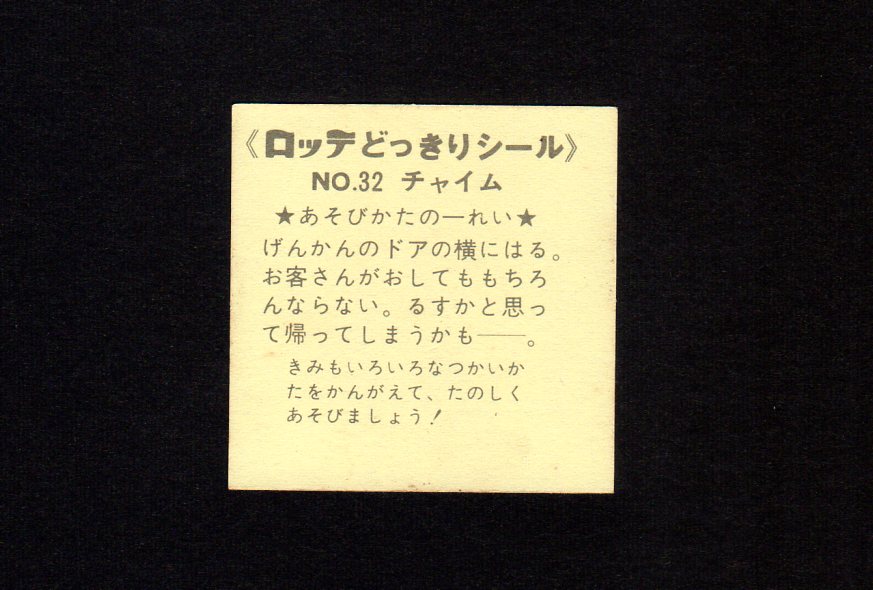 《ロッテどっきりシール》
NO.32 チャイム
★あそびかたの一れい★
げんかんのドアの横にはる。
お客さんがおしてももちろ
んならない。るすかと思っ
て帰ってしまうかも――。
きみもいろいろなつかいか
たをかんがえて、たのしく
あそびましょう！